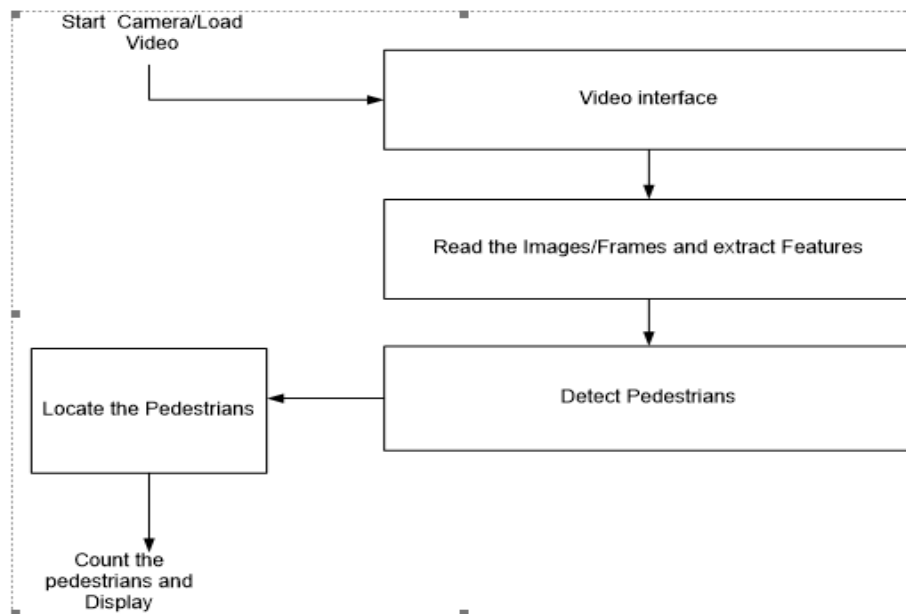 Start Camera/Load
Video
Video interface
Read the Images/Frames and extract Features
Detect Pedestrians
Locate the Pedestrians
Count the
pedestrians and
Display